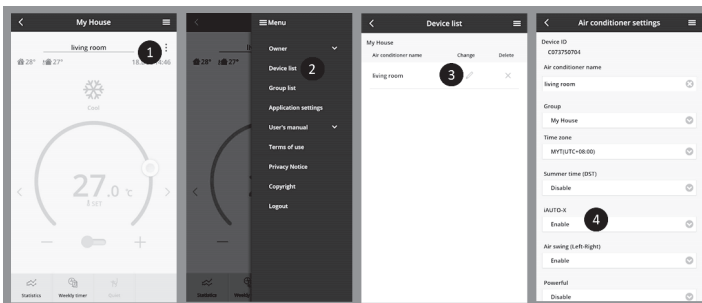 My House
living room
1
28° 27°
18. 14:46
Cool
27.0 °c
SET
Statistics
Weekly timer
Menu
28° 27°
Owner
Device list
2
Group list
Application settings
User's manual
Terms of use
Privacy Notice
Copyright
Logout
Statistics
Device list
My House
Air conditioner name Change Delete
living room
3
Air conditioner settings
Device ID
C073750704
Air conditioner name
living room
Group
My House
Time zone
MYT(UTC+08:00)
Summer time (DST)
Disable
iAUTO-X
Enable
4
Air swing (Left-Right)
Enable
Powerful
Disable